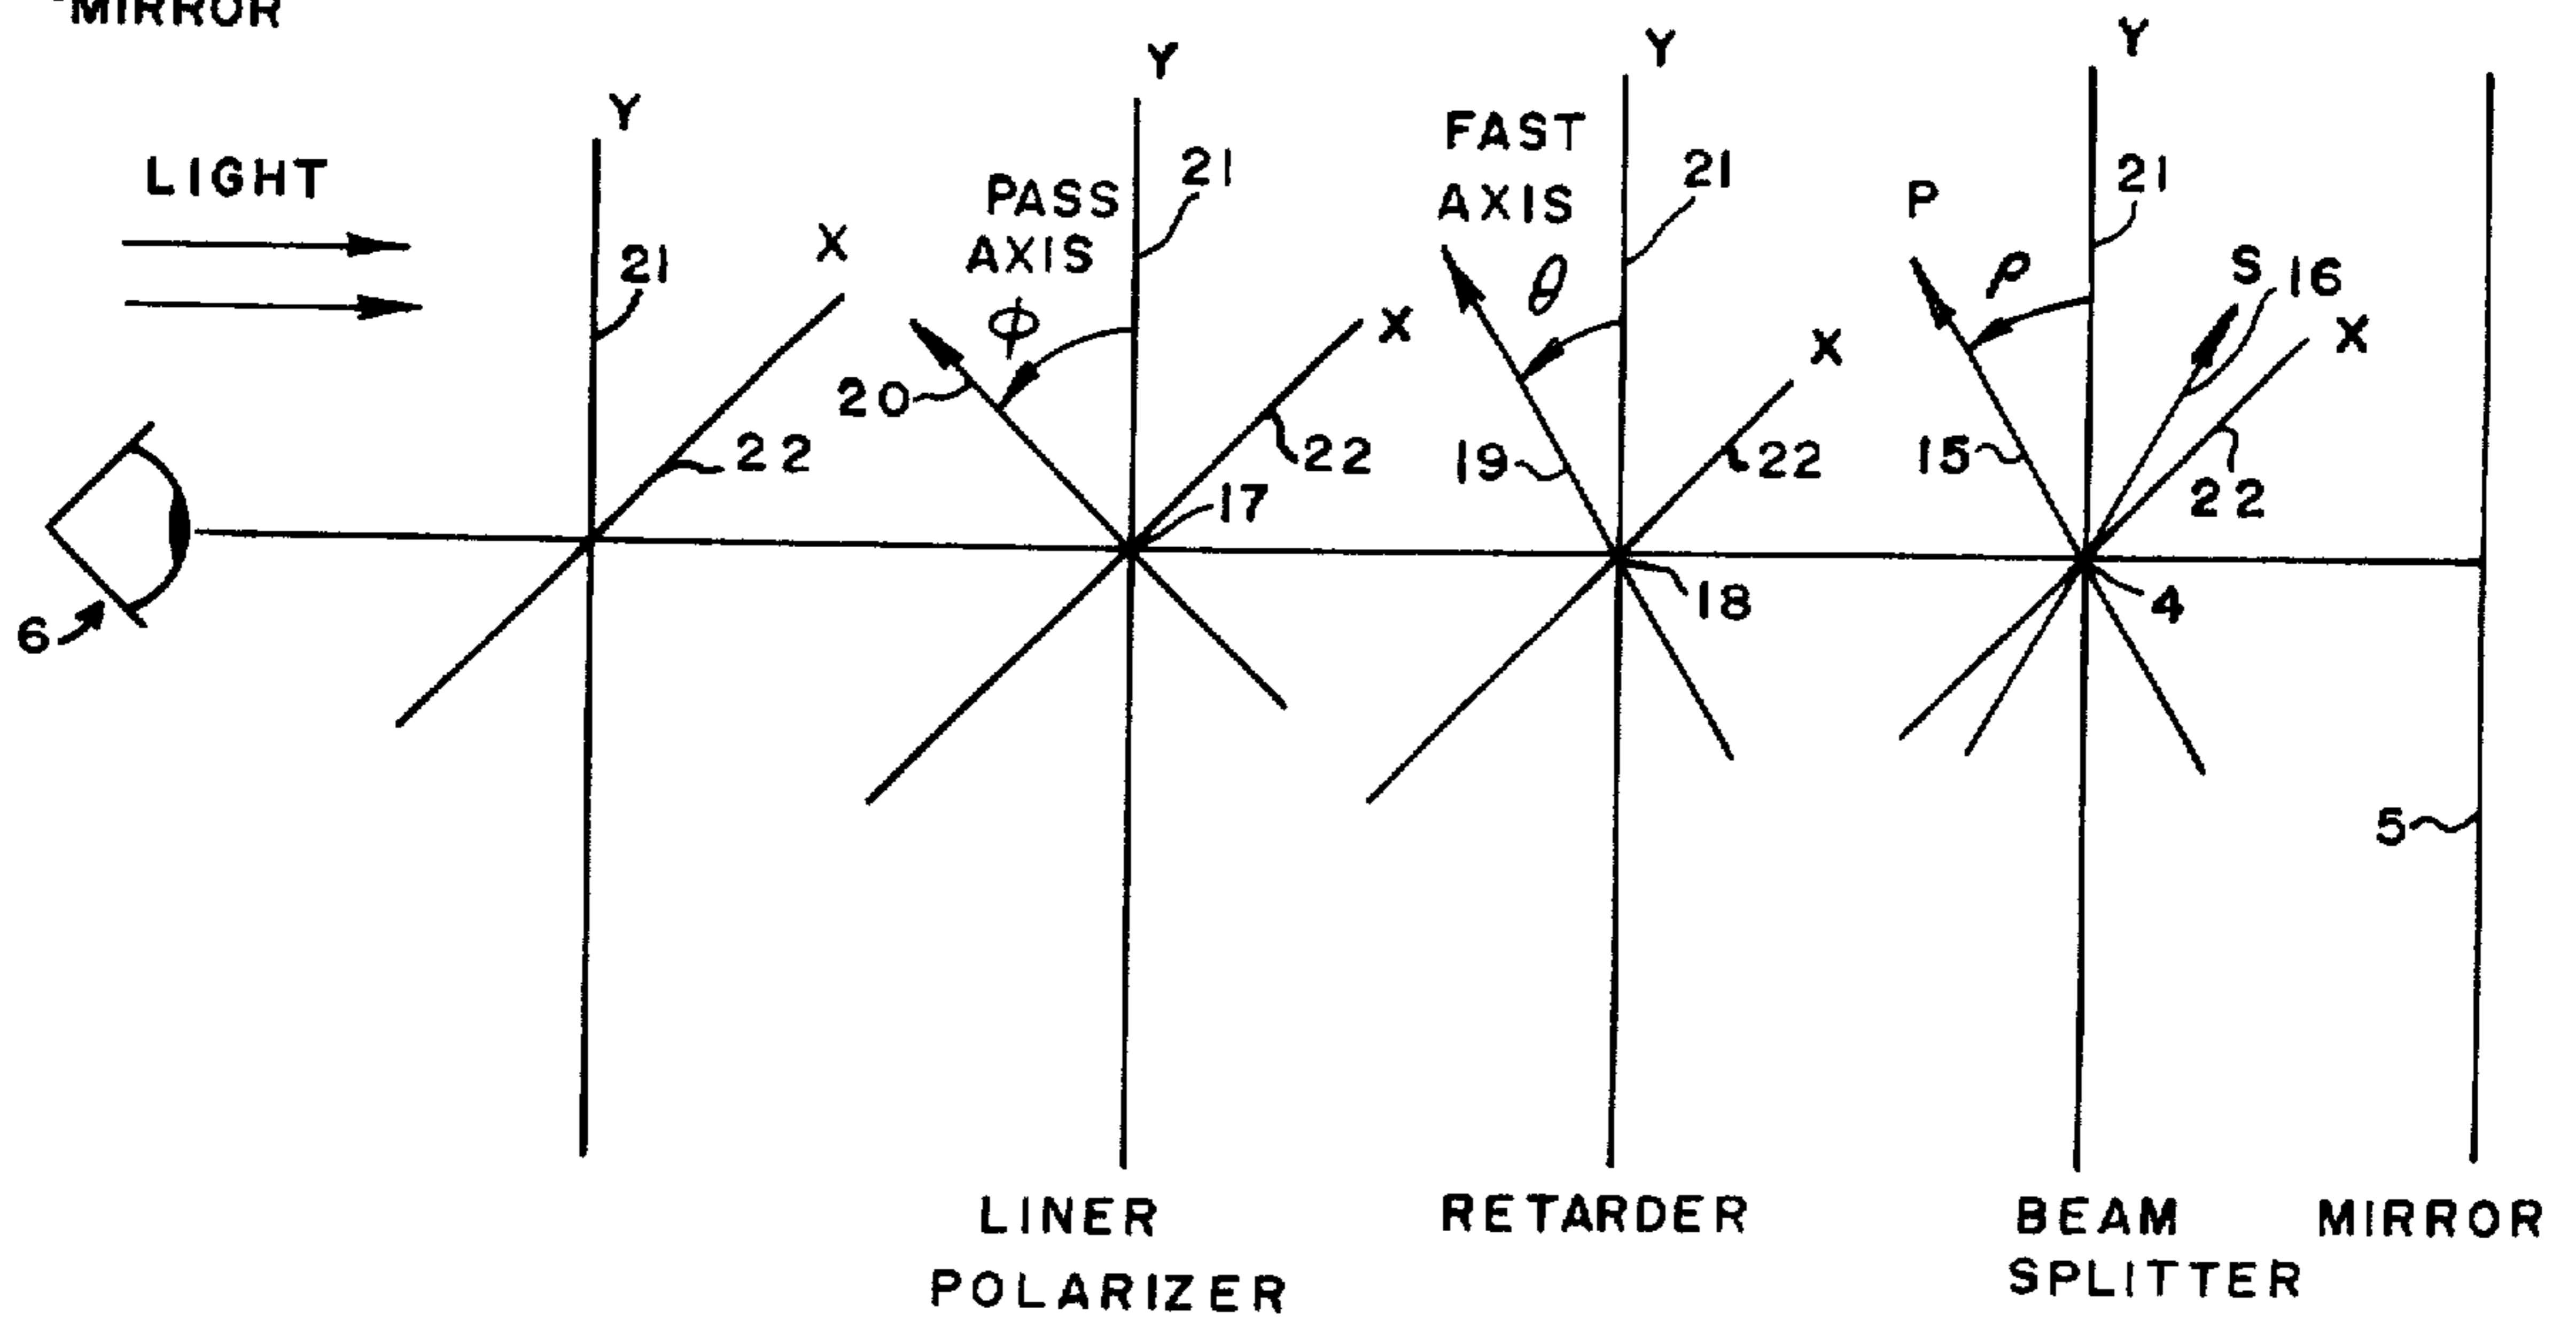 MIRROR
LIGHT
Y
21
X
22
6
Y
21
PASS
AXIS
ϕ
20
X
22
17
Y
21
FAST
AXIS
θ
X
19
22
18
Y
21
P
ρ
S
16
X
15
22
4
5
LINER
POLARIZER
RETARDER
BEAM
SPLITTER
MIRROR